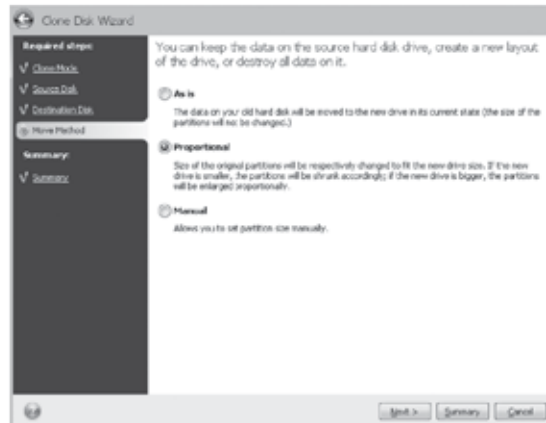 Clone Disk Wizard
Required steps:
Clone Mode
Source Disk
Destination Disk
Move Method
Summary:
Summary
You can keep the data on the source hard disk drive, create a new layout
of the drive, or destroy all data on it.
As is
The data on your old hard disk will be moved to the new drive in its current state (the size of the
partitions will not be changed.)
Proportional
Size of the original partitions will be respectively changed to fit the new drive size. If the new
drive is smaller, the partitions will be shrunk accordingly; if the new drive is bigger, the partitions
will be enlarged proportionally.
Manual
Allows you to set partition size manually.
Next >
Summary
Cancel